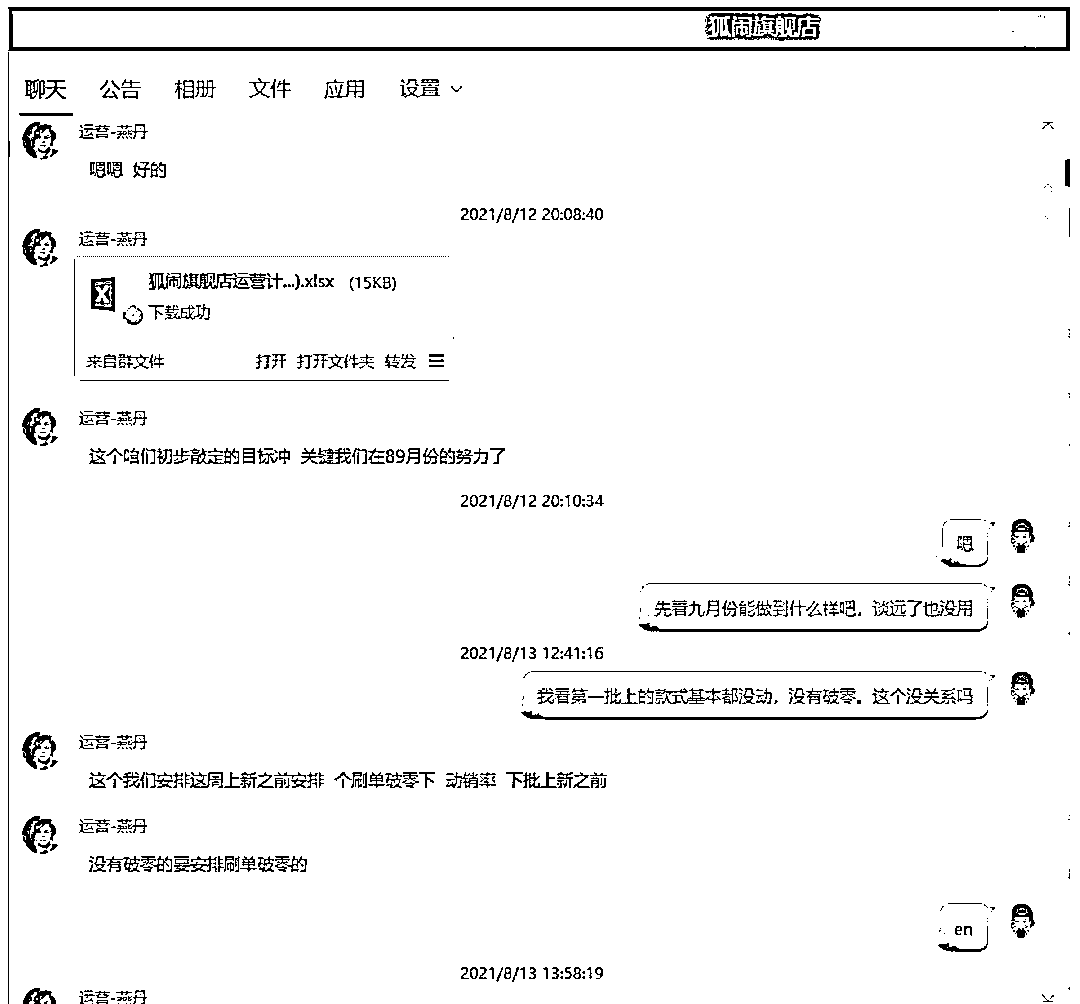 狐闹旗舰店
聊天 公告 相册 文件 应用 设置
运营-燕丹
嗯嗯 好的
2021/8/12 20:08:40
运营-燕丹
狐闹旗舰店运营计...).xlsx (15KB)
下载成功
来自群文件 打开 打开文件夹 转发
运营-燕丹
这个咱们初步敲定的目标冲 关键我们在89月份的努力了
2021/8/12 20:10:34
嗯
先看九月份能做到什么样吧，谈远了也没用
2021/8/13 12:41:16
我看第一批上的款式基本都没动，没有破零。这个没关系吗
运营-燕丹
这个我们安排这周上新之前安排 个刷单破零下 动销率 下批上新之前
运营-燕丹
没有破零的要安排刷单破零的
en
2021/8/13 13:58:19
运营-燕丹